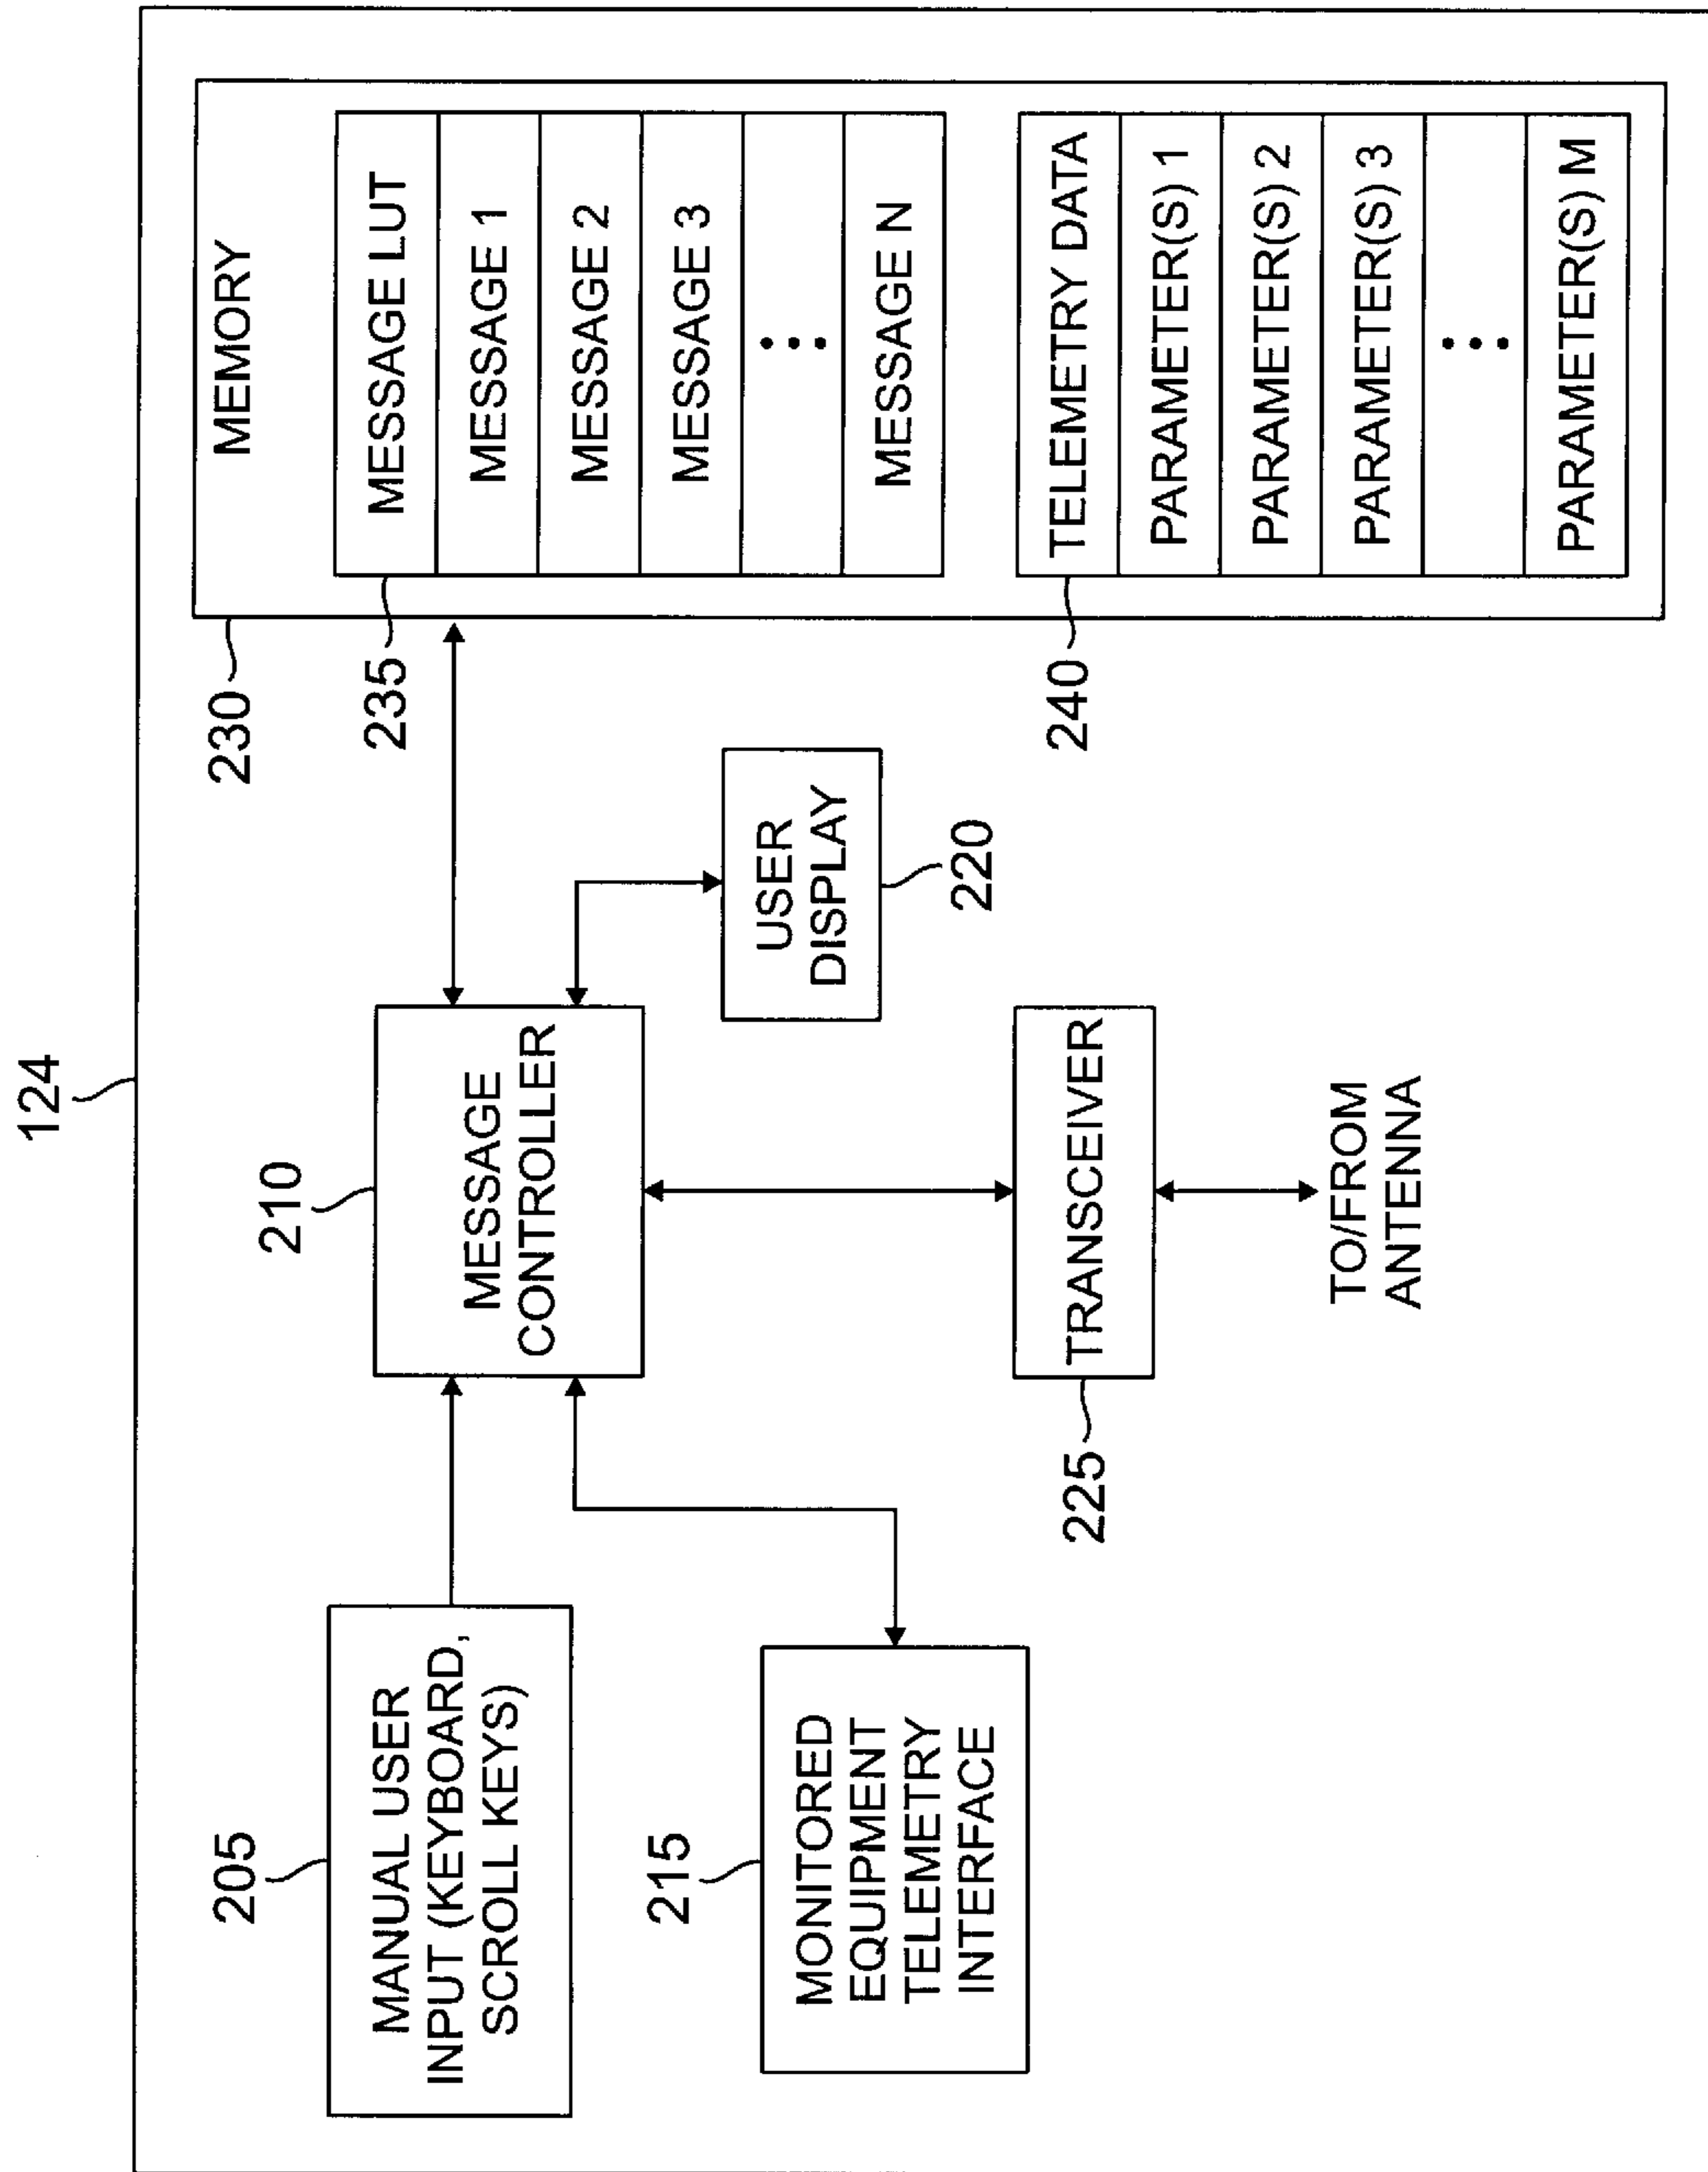 124
205
MANUAL USER
INPUT (KEYBOARD,
SCROLL KEYS)
215
MONITORED
EQUIPMENT
TELEMETRY
INTERFACE
210
MESSAGE
CONTROLLER
225
TRANSCEIVER
TO/FROM
ANTENNA
USER
DISPLAY
220
230
MEMORY
235
MESSAGE LUT
MESSAGE 1
MESSAGE 2
MESSAGE 3
•••
MESSAGE N
240
TELEMETRY DATA
PARAMETER(S) 1
PARAMETER(S) 2
PARAMETER(S) 3
•••
PARAMETER(S) M